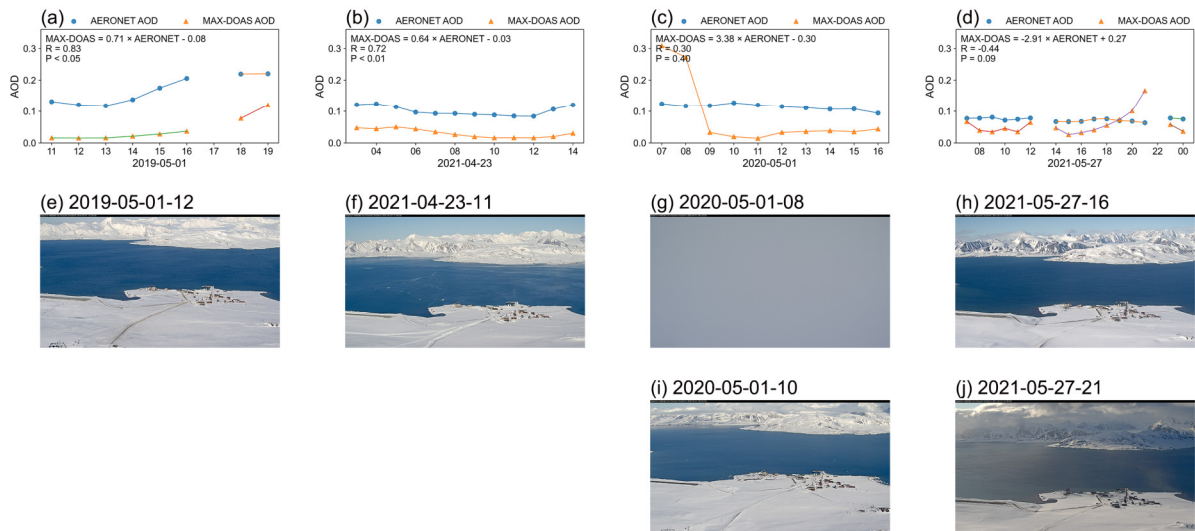 (a) (b) (c) (d)
AERONET AOD MAX-DOAS AOD AERONET AOD MAX-DOAS AOD AERONET AOD MAX-DOAS AOD AERONET AOD MAX-DOAS AOD
MAX-DOAS = 0.71 × AERONET - 0.08
R = 0.83
P < 0.05
AOD
0.3
0.2
0.1
0.0
11 12 13 14 15 16 17 18 19
2019-05-01
MAX-DOAS = 0.64 × AERONET - 0.03
R = 0.72
P < 0.01
AOD
0.3
0.2
0.1
0.0
04 06 08 10 12 14
2021-04-23
MAX-DOAS = 3.38 × AERONET - 0.30
R = 0.30
P = 0.40
AOD
0.3
0.2
0.1
0.0
07 08 09 10 11 12 13 14 15 16
2020-05-01
MAX-DOAS = -2.91 × AERONET + 0.27
R = -0.44
P = 0.09
AOD
0.3
0.2
0.1
0.0
08 10 12 14 16 18 20 22 00
2021-05-27
(e) 2019-05-01-12
(f) 2021-04-23-11
(g) 2020-05-01-08
(h) 2021-05-27-16
(i) 2020-05-01-10
(j) 2021-05-27-21